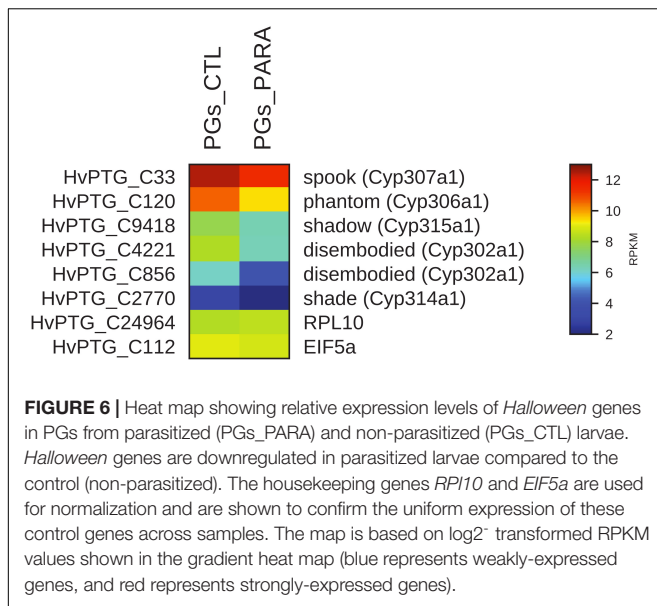 PGs_CTL
PGs_PARA
HvPTG_C33 spook (Cyp307a1)
HvPTG_C120 phantom (Cyp306a1)
HvPTG_C9418 shadow (Cyp315a1)
HvPTG_C4221 disembodied (Cyp302a1)
HvPTG_C856 disembodied (Cyp302a1)
HvPTG_C2770 shade (Cyp314a1)
HvPTG_C24964 RPL10
HvPTG_C112 EIF5a
12
10
8
6
4
2
RPKM
FIGURE 6 | Heat map showing relative expression levels of Halloween genes
in PGs from parasitized (PGs_PARA) and non-parasitized (PGs_CTL) larvae.
Halloween genes are downregulated in parasitized larvae compared to the
control (non-parasitized). The housekeeping genes RPl10 and EIF5a are used
for normalization and are shown to confirm the uniform expression of these
control genes across samples. The map is based on log2⁻ transformed RPKM
values shown in the gradient heat map (blue represents weakly-expressed
genes, and red represents strongly-expressed genes).